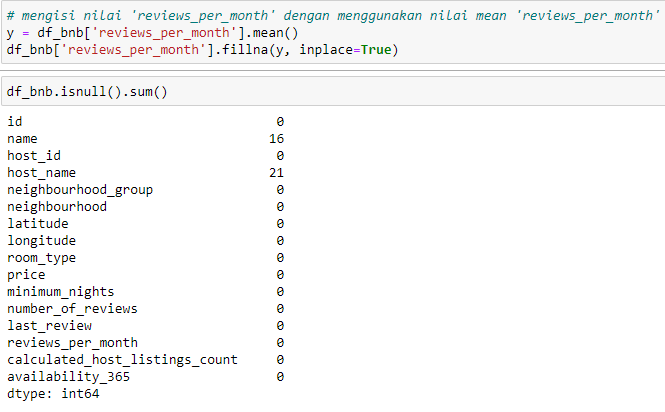 # mengisi nilai 'reviews_per_month' dengan menggunakan nilai mean 'reviews_per_month'
y = df_bnb['reviews_per_month'].mean()
df_bnb['reviews_per_month'].fillna(y, inplace=True)
df_bnb.isnull().sum()
id 0
name 16
host_id 0
host_name 21
neighbourhood_group 0
neighbourhood 0
latitude 0
longitude 0
room_type 0
price 0
minimum_nights 0
number_of_reviews 0
last_review 0
reviews_per_month 0
calculated_host_listings_count 0
availability_365 0
dtype: int64